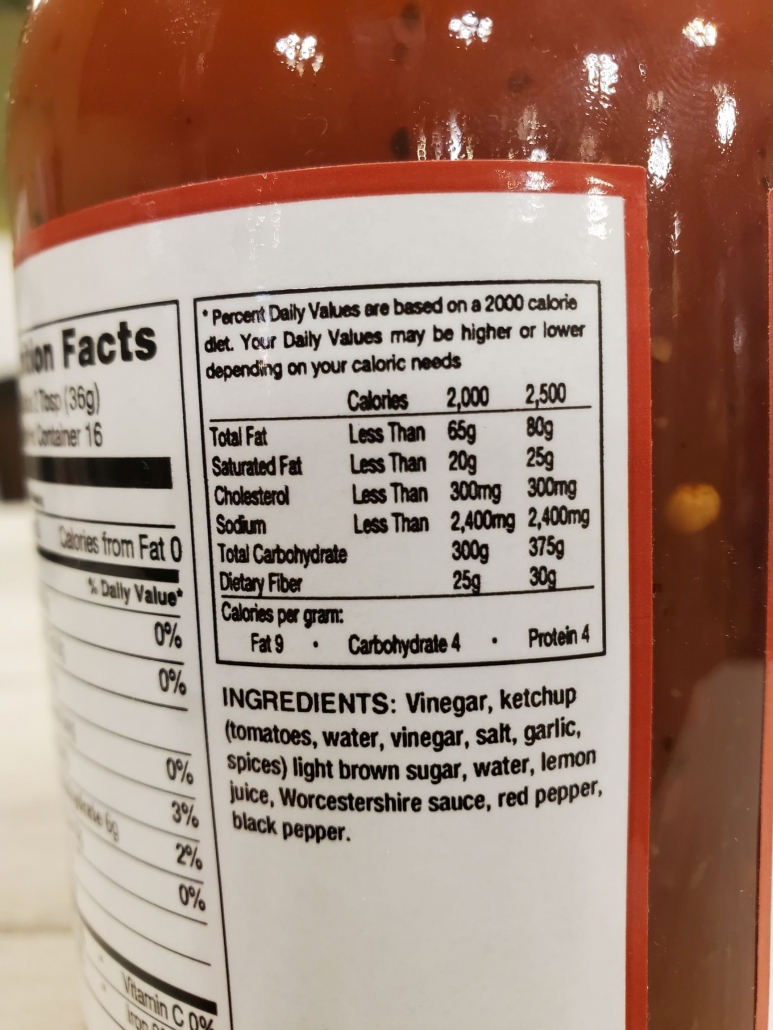 Facts
2 Tbsp (36g)
Container 16
Calories from Fat 0
% Daily Value*
0%
0%
0%
3%
6g
2%
0%
Vitamin C 0%
Iron
* Percent Daily Values are based on a 2000 calorie
diet. Your Daily Values may be higher or lower
depending on your caloric needs
Calories 2,000 2,500
Total Fat Less Than 65g 80g
Saturated Fat Less Than 20g 25g
Cholesterol Less Than 300mg 300mg
Sodium Less Than 2,400mg 2,400mg
Total Carbohydrate 300g 375g
Dietary Fiber 25g 30g
Calories per gram:
Fat 9 • Carbohydrate 4 • Protein 4
INGREDIENTS: Vinegar, ketchup
(tomatoes, water, vinegar, salt, garlic,
spices) light brown sugar, water, lemon
juice, Worcestershire sauce, red pepper,
black pepper.